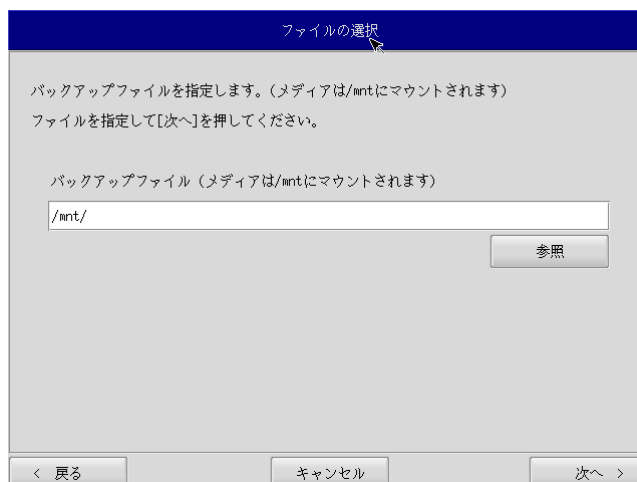 ファイルの選択
バックアップファイルを指定します。(メディアは/mntにマウントされます)
ファイルを指定して[次へ]を押してください。
バックアップファイル (メディアは/mntにマウントされます)
/mnt/
参照
< 戻る
キャンセル
次へ >